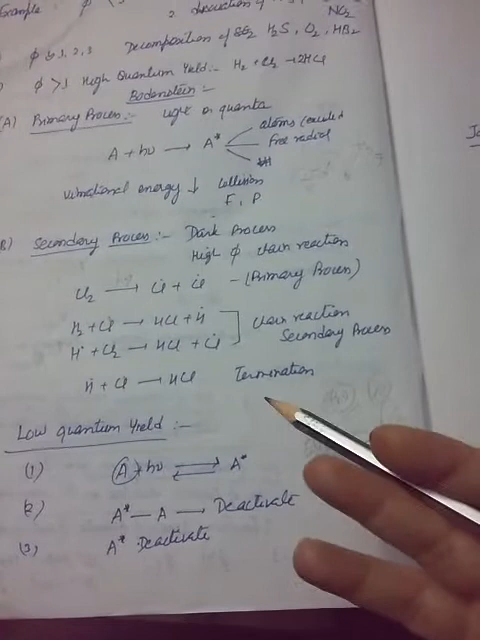 Example φ
2. NO2
φ is 1, 2, 3 Decomposition of H2S, O2, HBr
φ >1 High Quantum Yield:- H2 + Cl2 → 2HCl
Bodenstein:-
(A) Primary Process:- light or quanta
A + hν → A* atoms
free radical
energy ↓ Collision
F, P
B) Secondary Process:- Dark Process
High φ chain reaction
Cl2 → Cl + Cl - (Primary Process)
H2 + Cl → HCl + H
H + Cl2 → HCl + Cl
chain reaction
Secondary Process
H + Cl → HCl Termination
Low quantum Yield:-
(1) A + hν ⇌ A*
(2) A* — A → Deactivate
(3) A* Deactivate